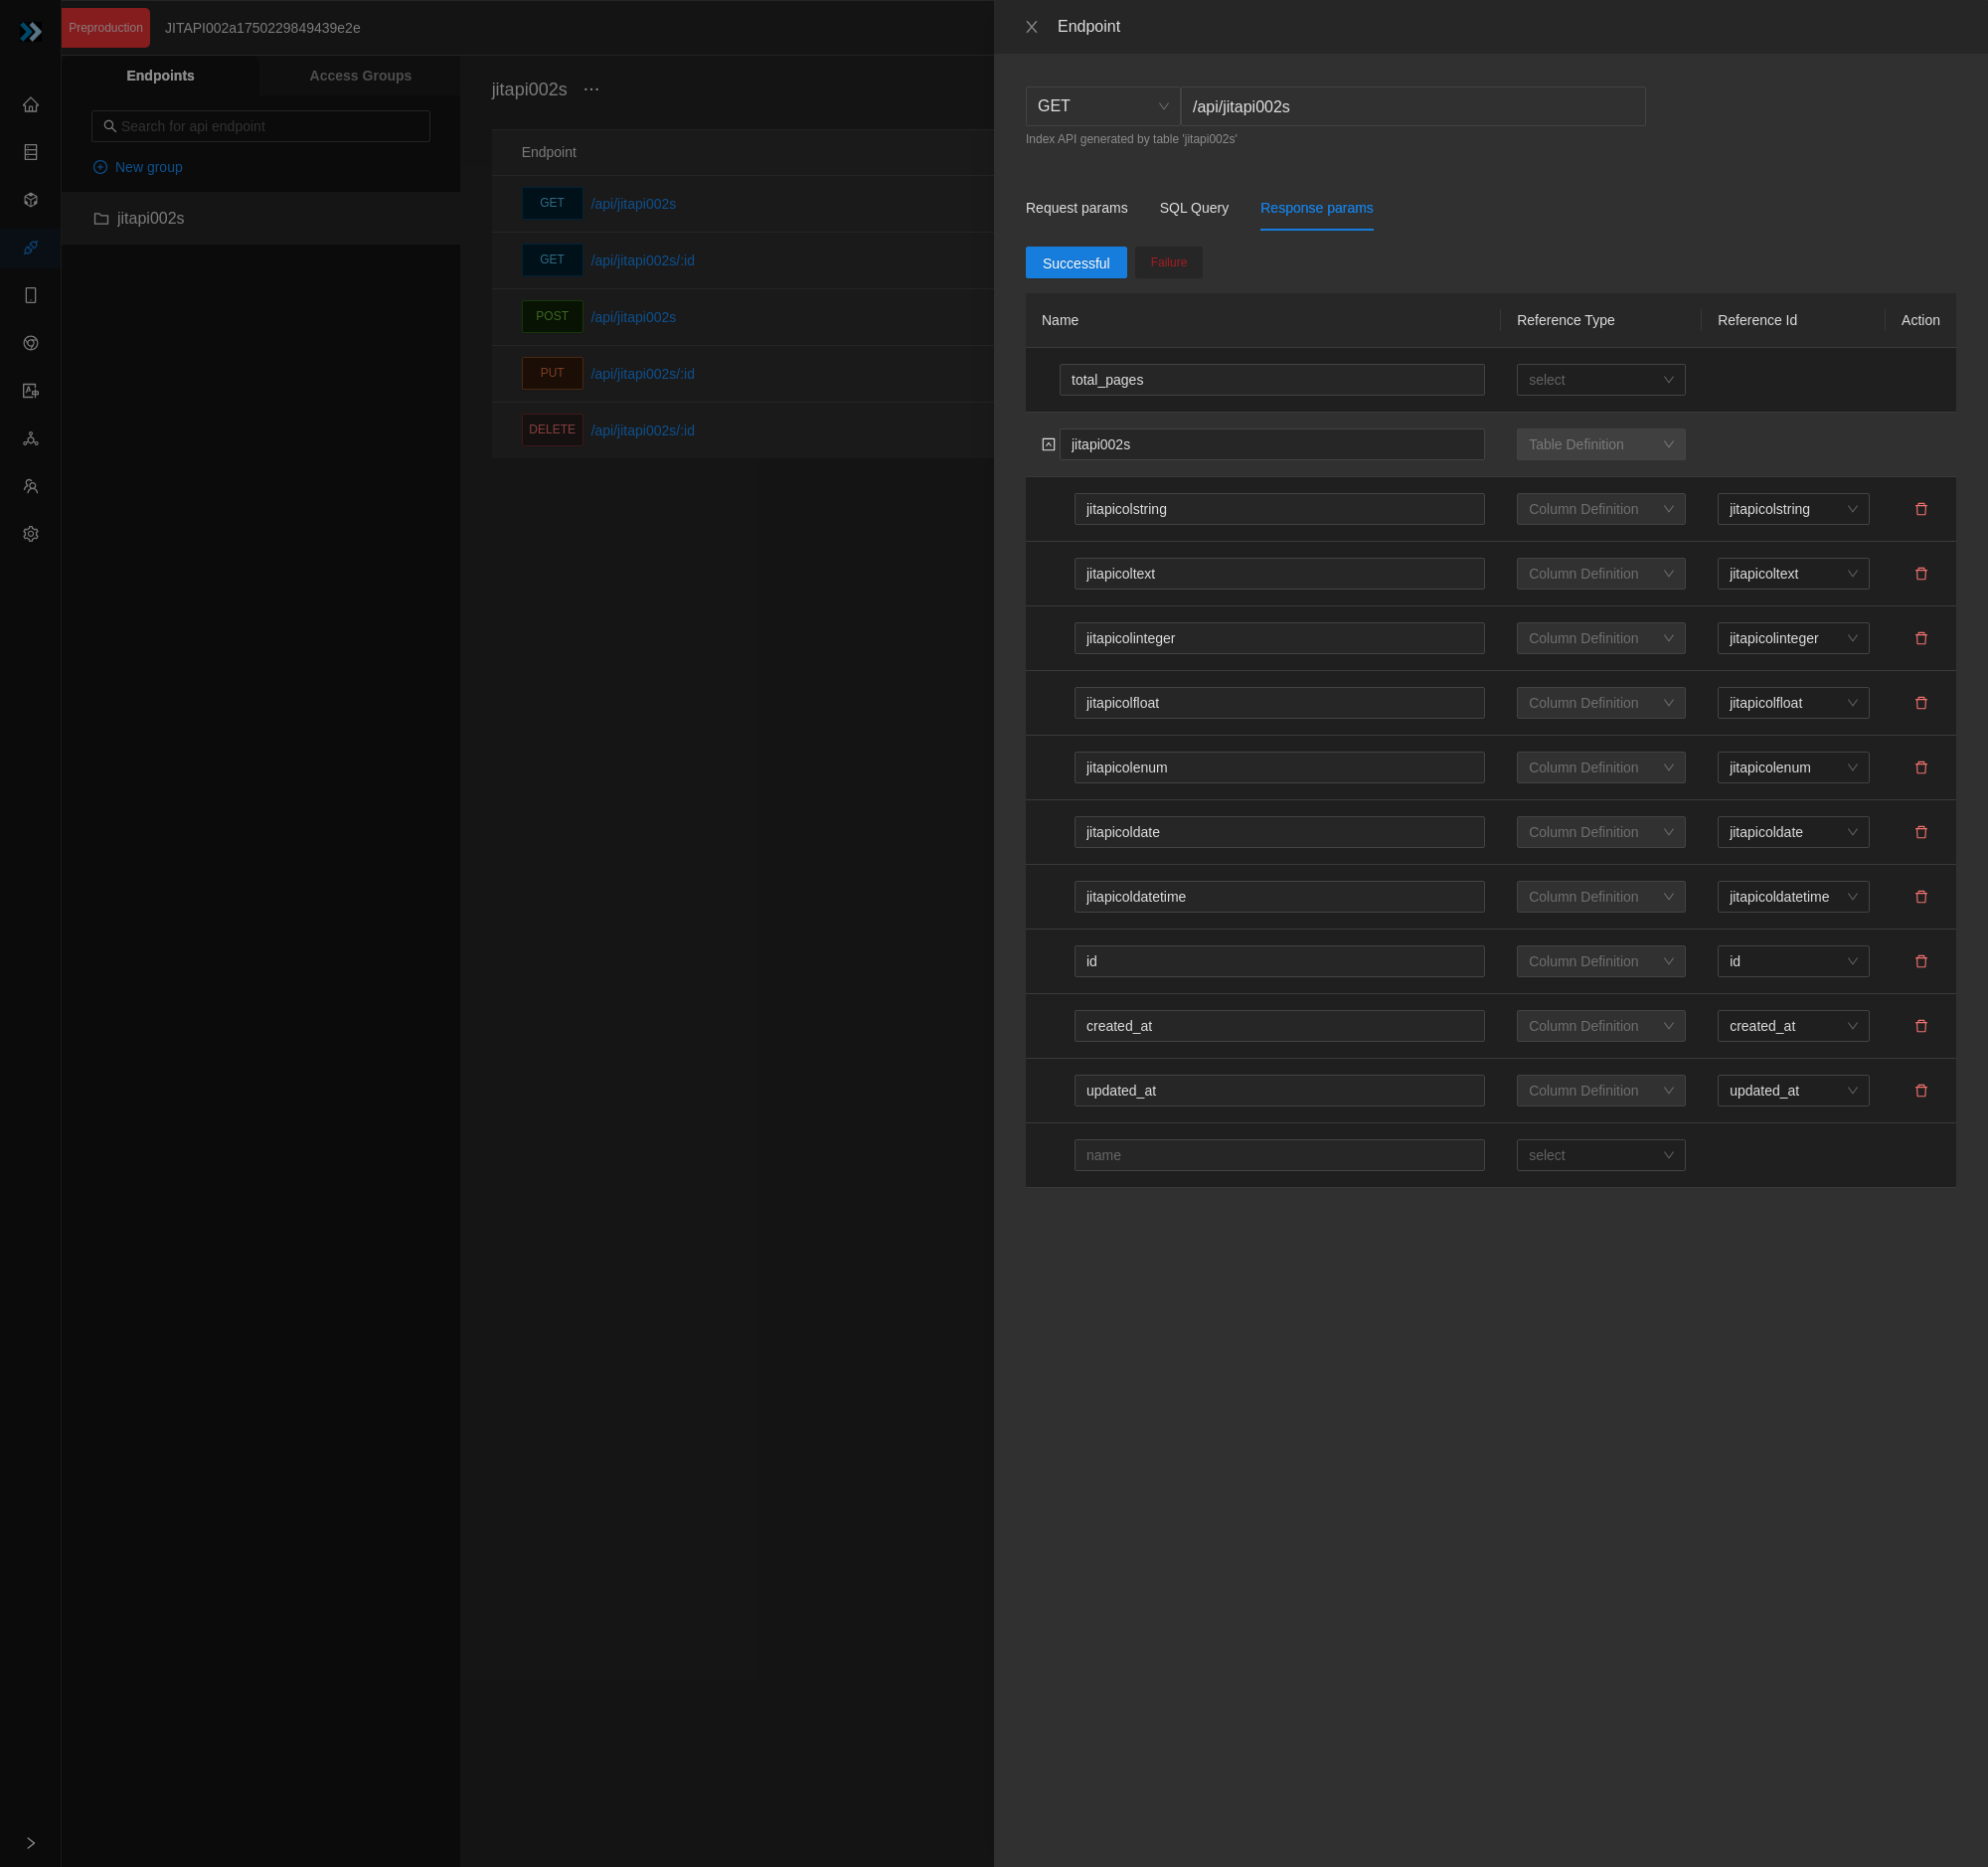 Preproduction JITAPI002a1750229849439e2e
Endpoints Access Groups
Search for api endpoint
New group
jitapi002s
jitapi002s
Endpoint
GET /api/jitapi002s
GET /api/jitapi002s/:id
POST /api/jitapi002s
PUT /api/jitapi002s/:id
DELETE /api/jitapi002s/:id
Endpoint
GET /api/jitapi002s
Index API generated by table 'jitapi002s'
Request params SQL Query Response params
Successful Failure
Name Reference Type Reference Id Action
total_pages select
jitapi002s Table Definition
jitapicolstring Column Definition jitapicolstring
jitapicoltext Column Definition jitapicoltext
jitapicolinteger Column Definition jitapicolinteger
jitapicolfloat Column Definition jitapicolfloat
jitapicolenum Column Definition jitapicolenum
jitapicoldate Column Definition jitapicoldate
jitapicoldatetime Column Definition jitapicoldatetime
id Column Definition id
created_at Column Definition created_at
updated_at Column Definition updated_at
name select